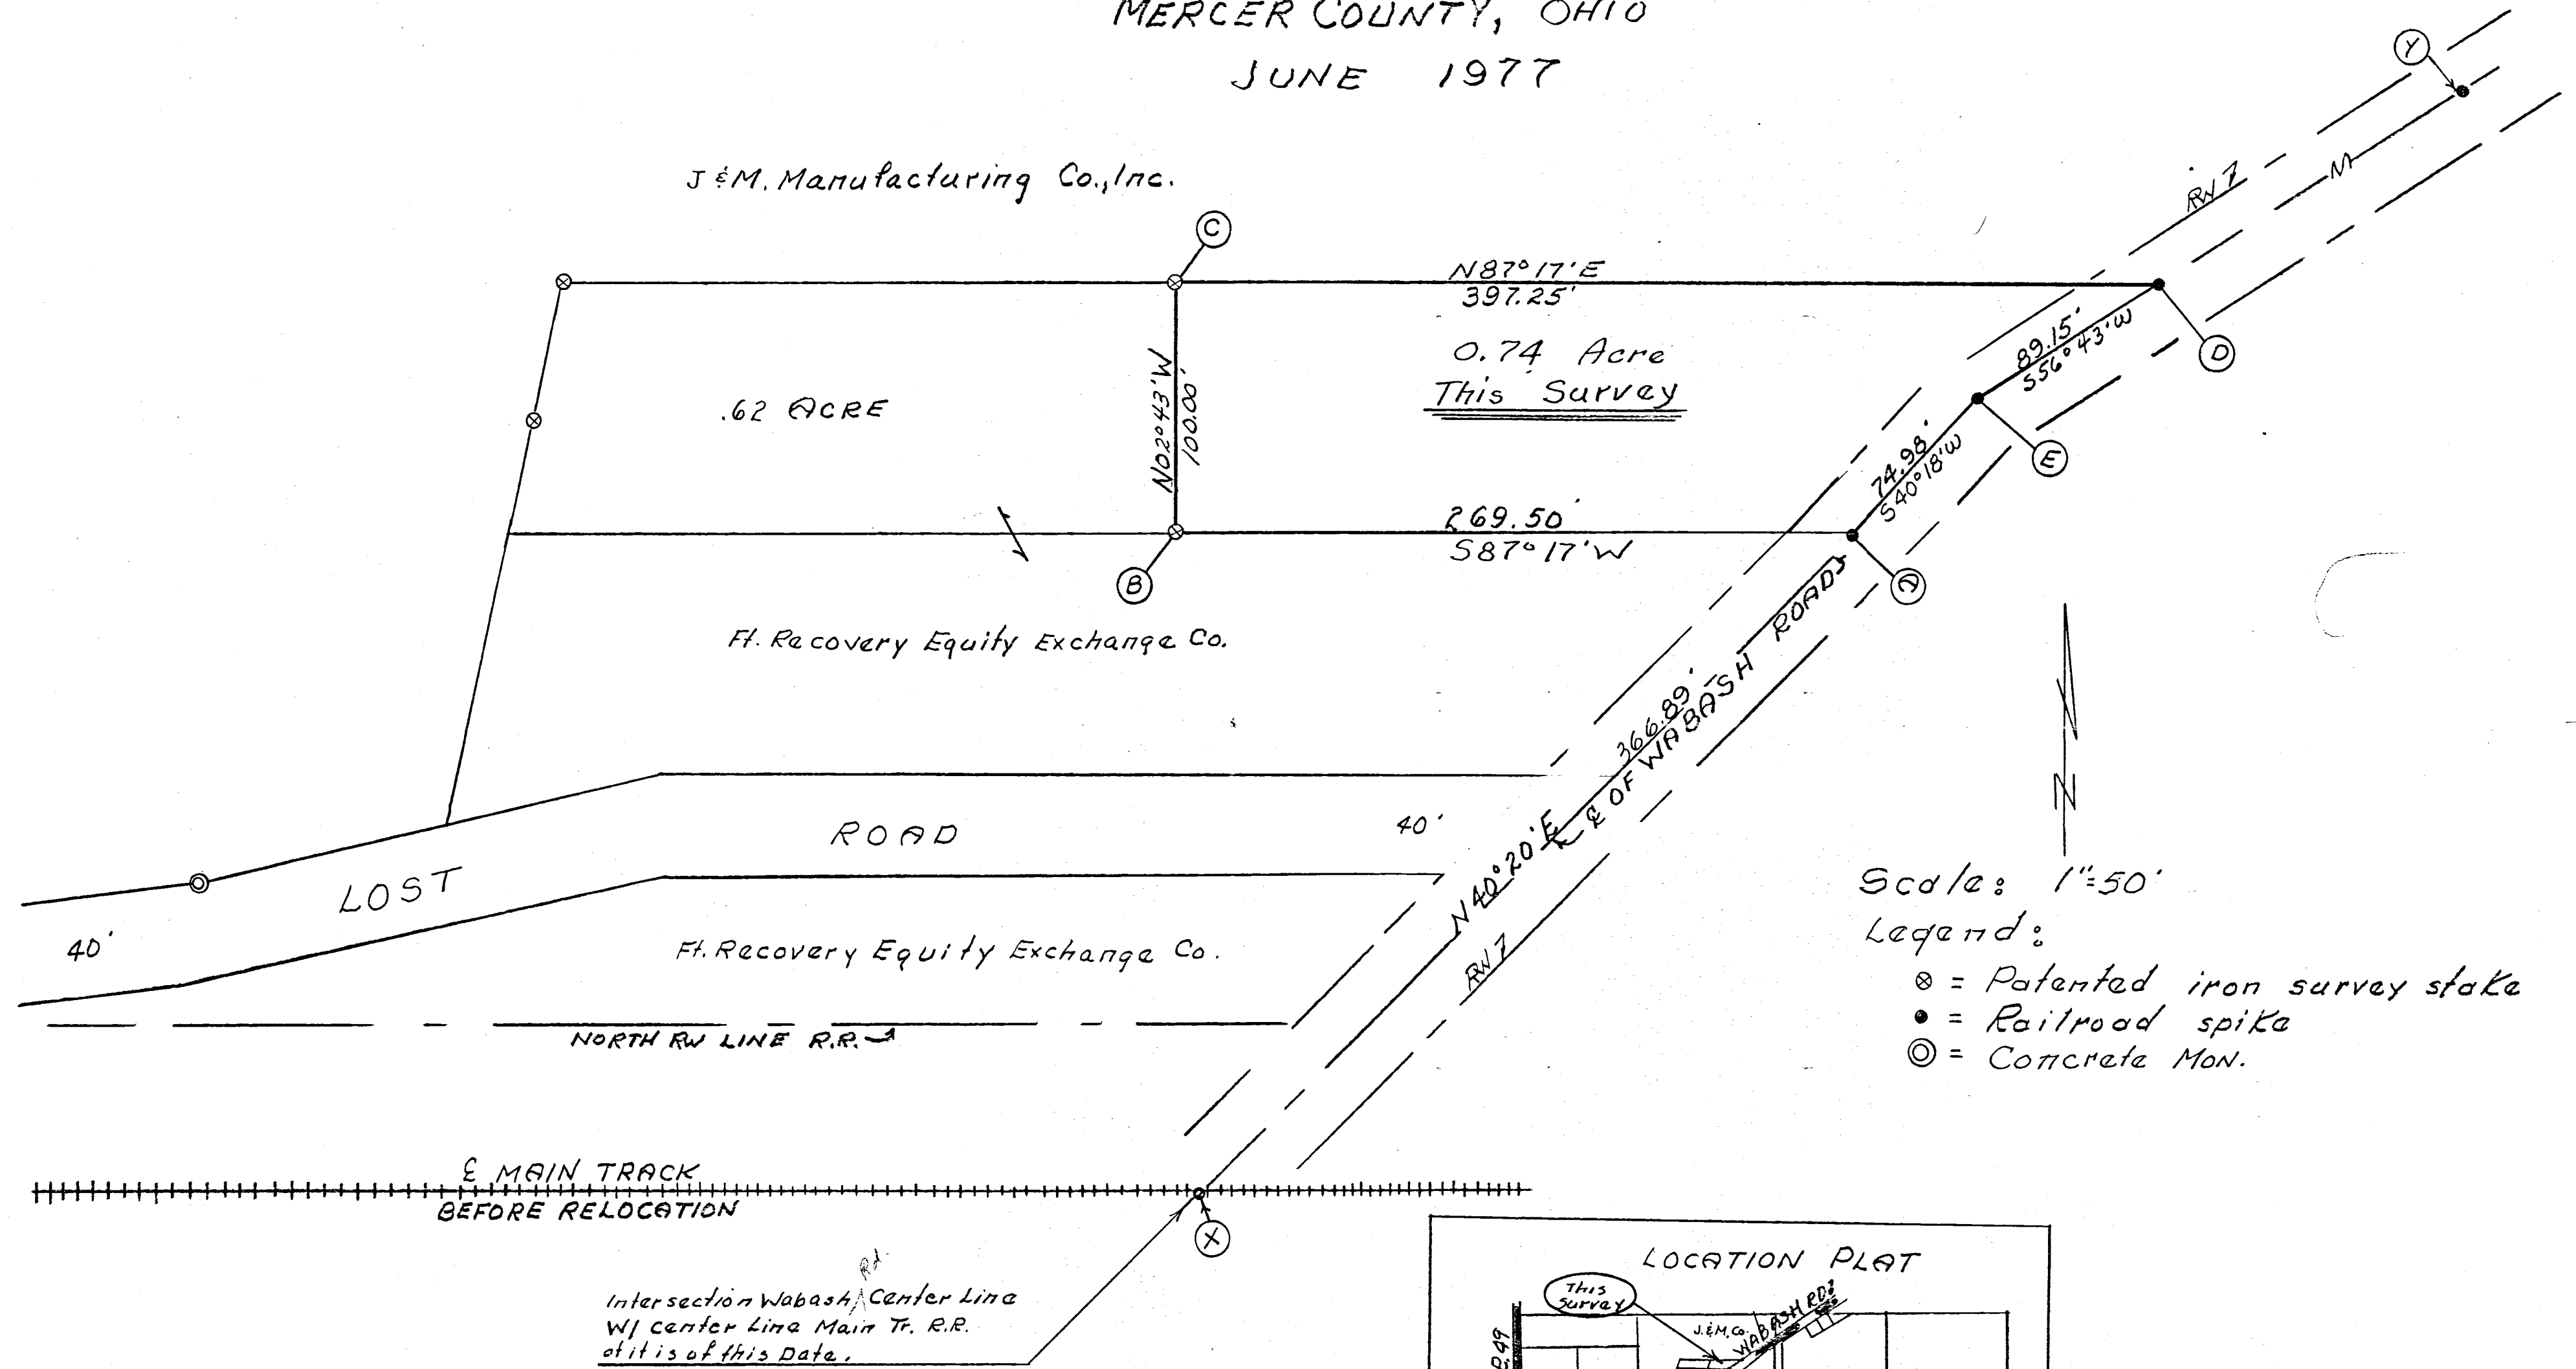 MERCER COUNTY, OHIO
JUNE 1977
Y
J & M. Manufacturing Co., Inc.
RW
C
N87°17'E
397.25'
0.74 Acre
This Survey
89.15'
S56°43'W
D
.62 ACRE
N02°43'W
100.00'
74.98'
S40°18'W
E
269.50'
S87°17'W
B
A
Ft. Recovery Equity Exchange Co.
366.89'
N40°20'E
℄ OF WABASH ROAD
N
ROAD
40'
LOST
40'
Ft. Recovery Equity Exchange Co.
RW
NORTH RW LINE R.R.
Scale: 1"=50'
Legend:
⊗ = Patented iron survey stake
● = Railroad spike
◎ = Concrete MON.
℄ MAIN TRACK
BEFORE RELOCATION
X
Rd
Intersection Wabash Center Line
W/ Center Line Main Tr. R.R.
at it is of this Date.
LOCATION PLAT
This
Survey
J.&M. Co.
WABASH RD.
49